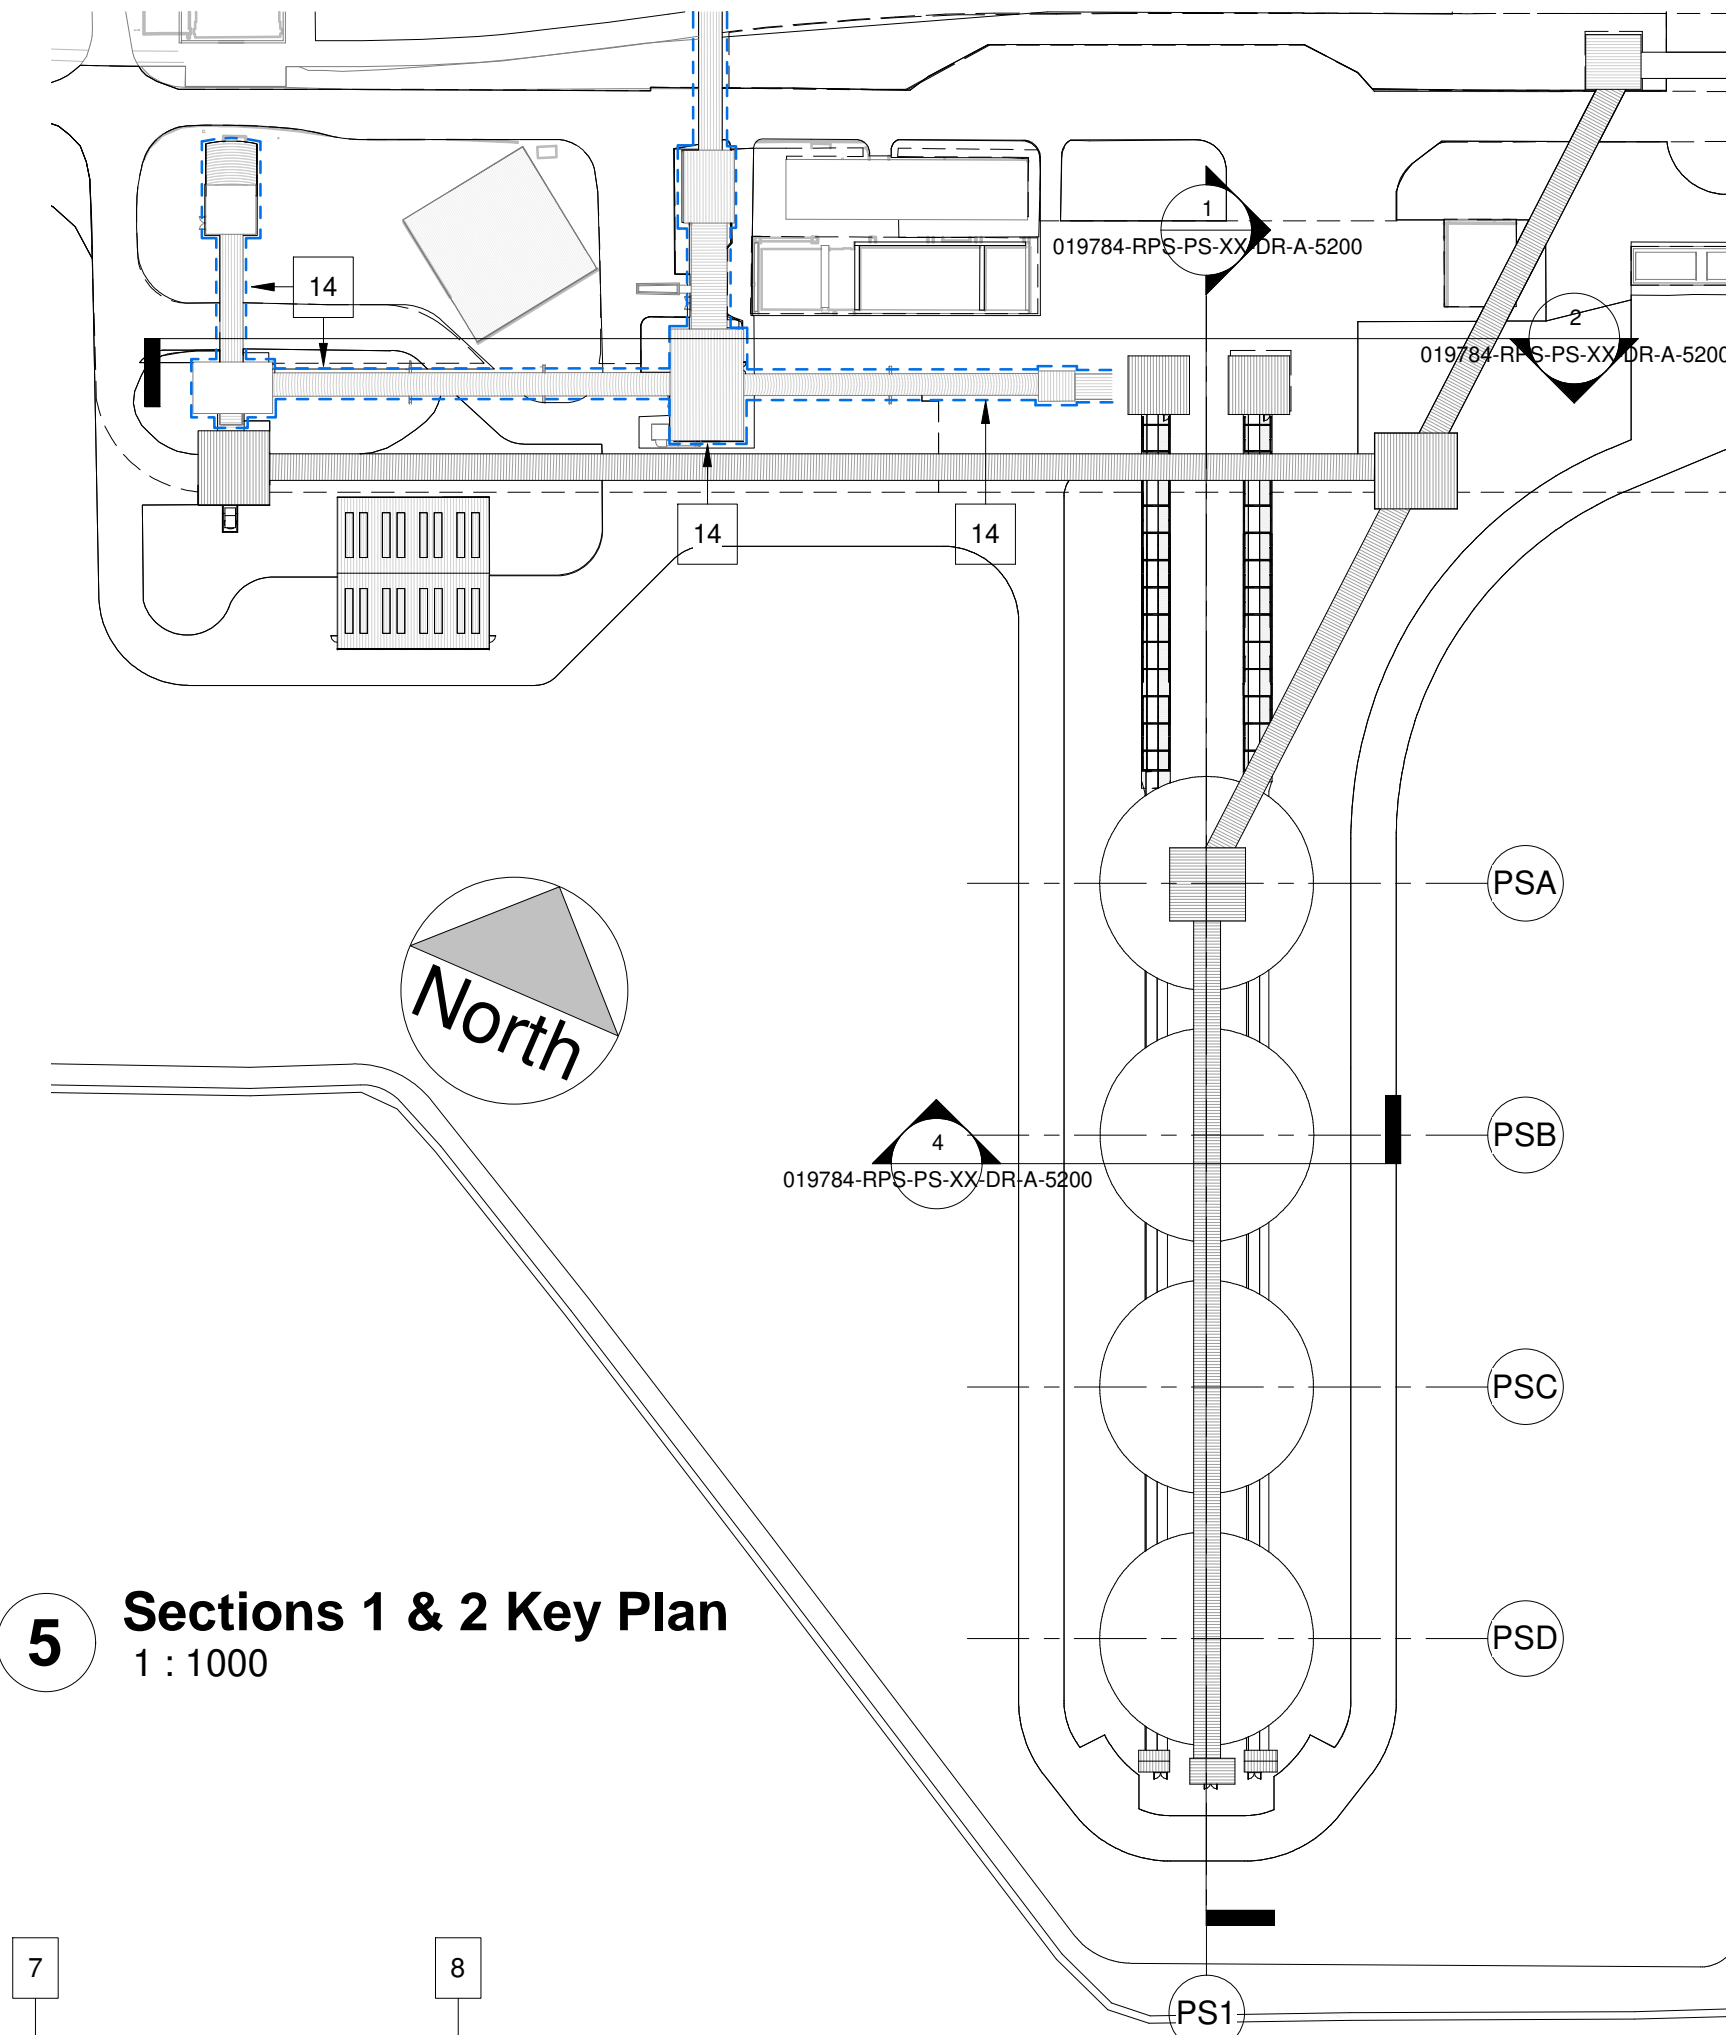 1
019784-RPS-PS-XX-DR-A-5200
14
2
019784-RPS-PS-XX-DR-A-5200
14
14
PSA
North
PSB
4
019784-RPS-PS-XX-DR-A-5200
PSC
5
Sections 1 & 2 Key Plan
1 : 1000
PSD
7
8
PS1